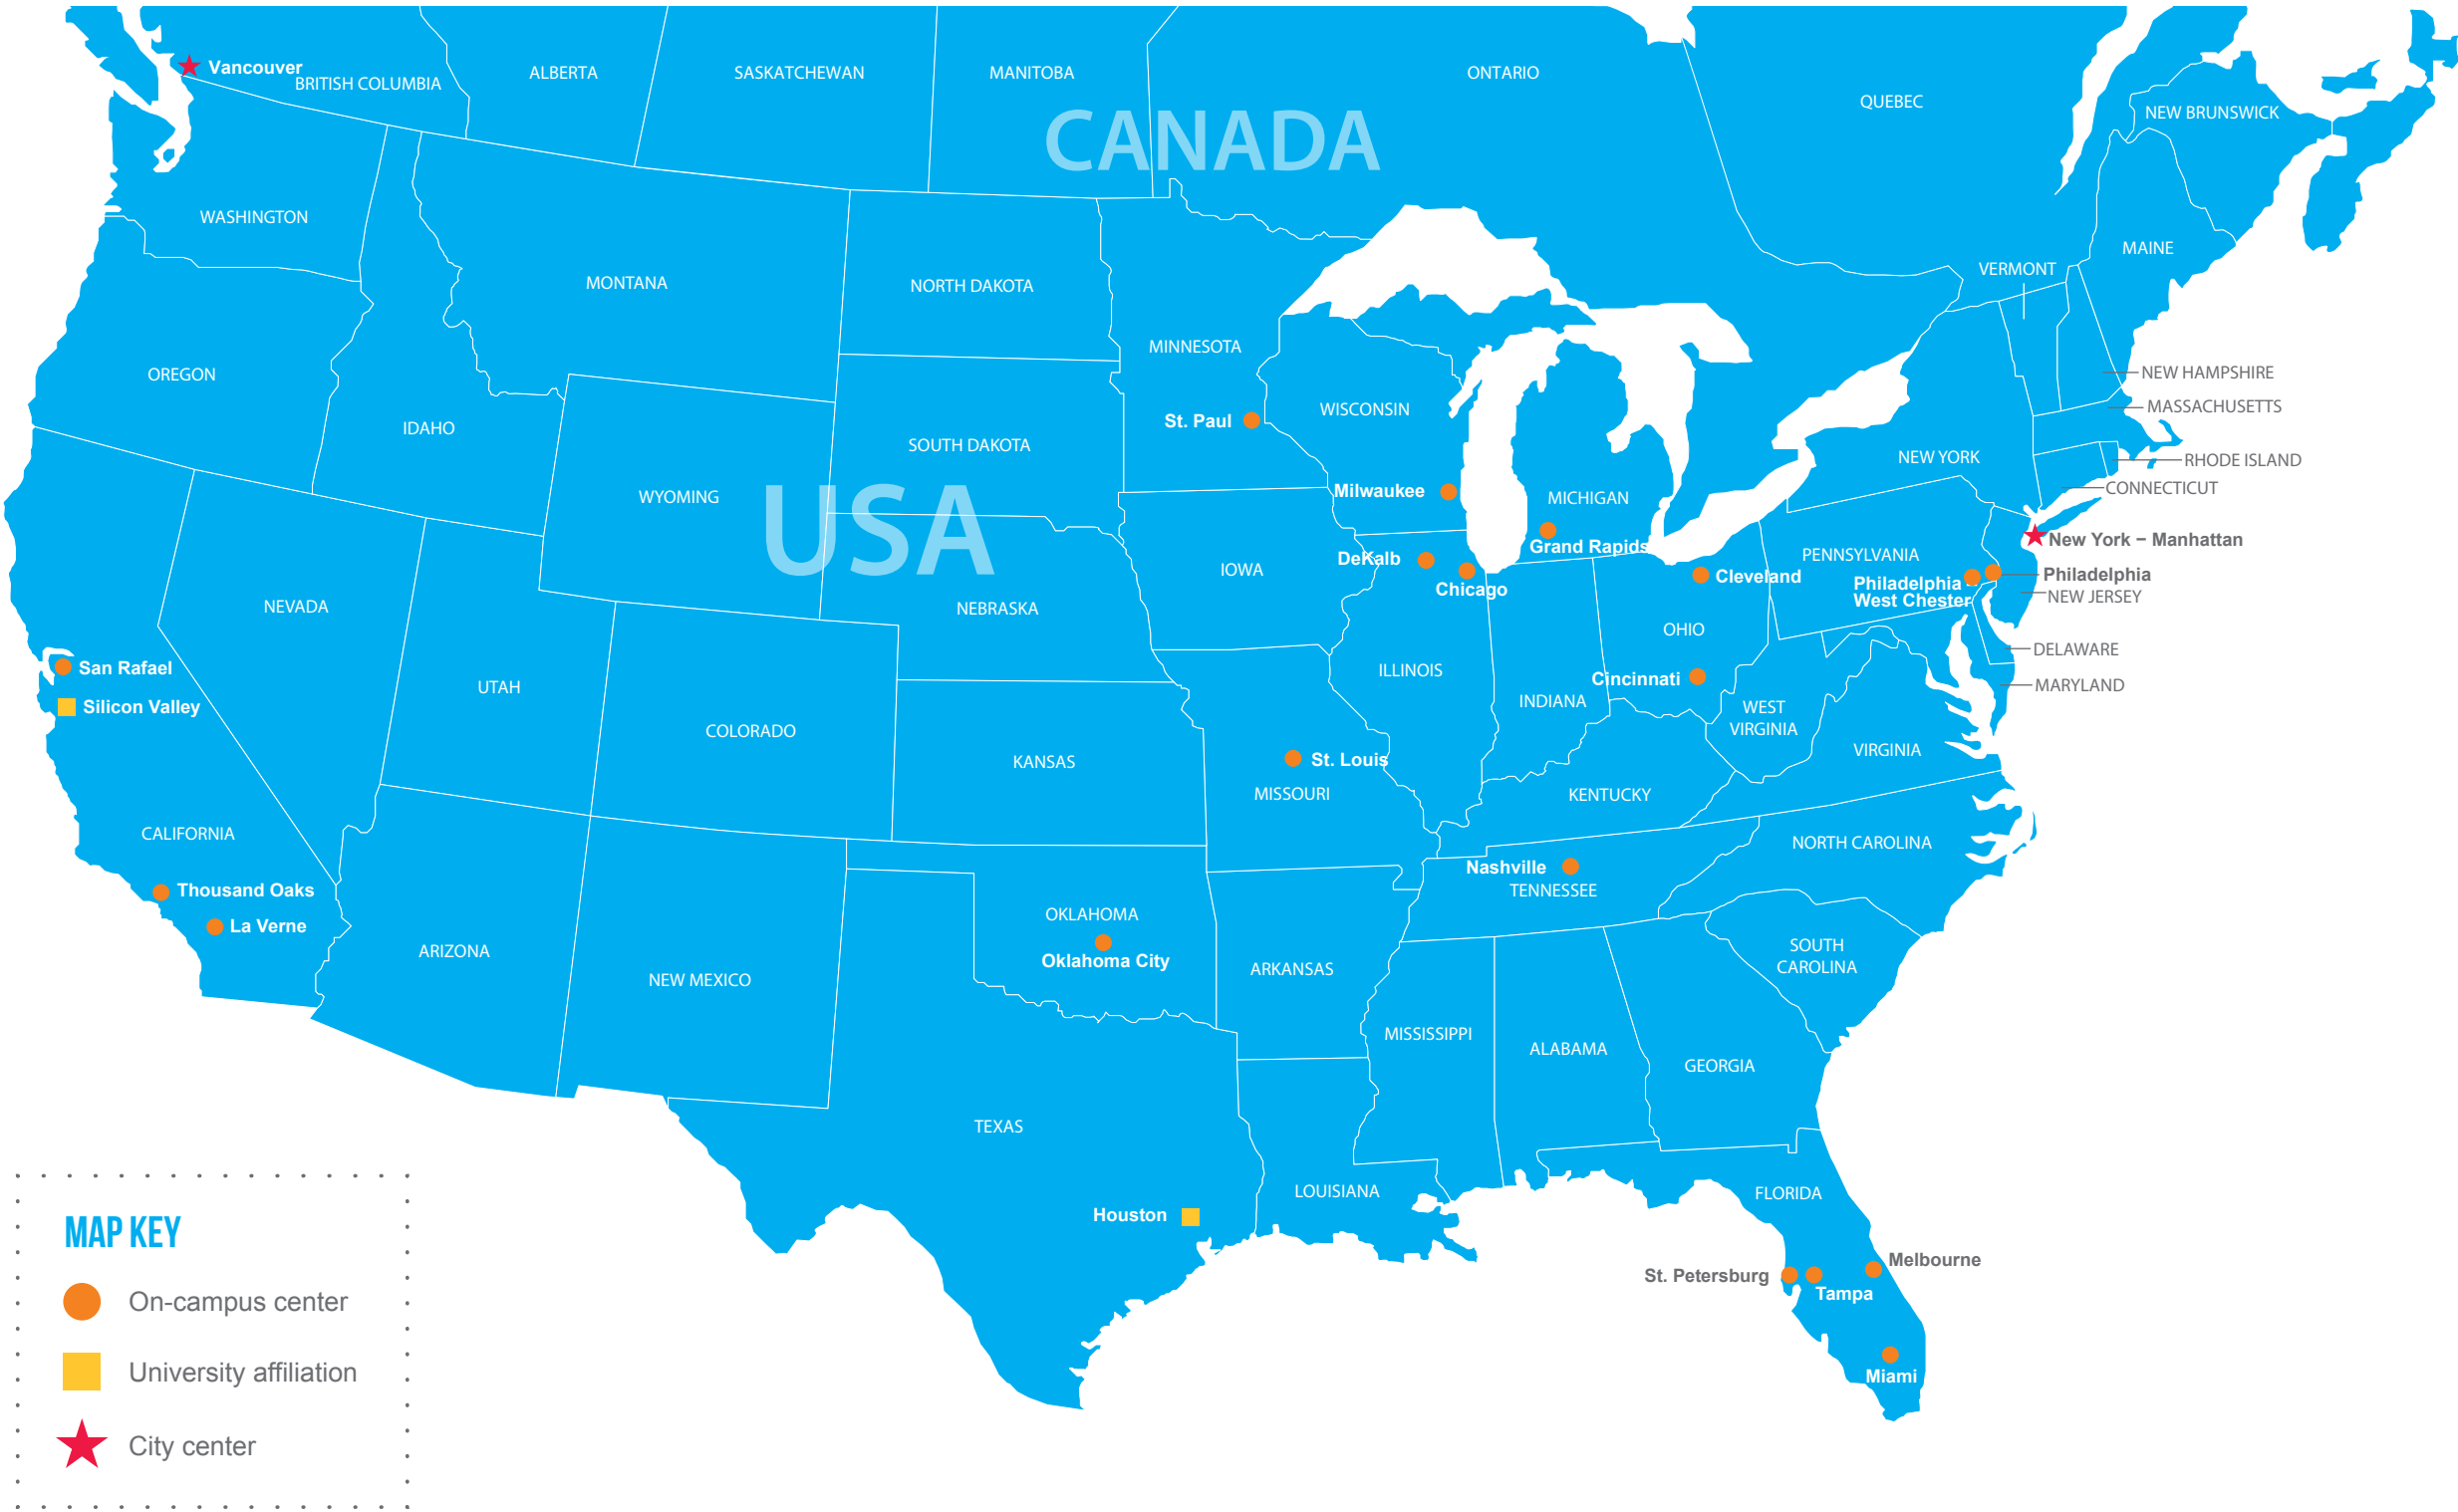 Vancouver
BRITISH COLUMBIA
ALBERTA
SASKATCHEWAN
MANITOBA
ONTARIO
QUEBEC
NEW BRUNSWICK
CANADA
WASHINGTON
MONTANA
NORTH DAKOTA
MINNESOTA
VERMONT
MAINE
OREGON
IDAHO
WISCONSIN
St. Paul
NEW HAMPSHIRE
MASSACHUSETTS
SOUTH DAKOTA
WYOMING
USA
Milwaukee
MICHIGAN
NEW YORK
RHODE ISLAND
CONNECTICUT
Grand Rapids
New York – Manhattan
DeKalb
Chicago
Cleveland
PENNSYLVANIA
Philadelphia -
West Chester
Philadelphia
NEW JERSEY
IOWA
NEBRASKA
NEVADA
OHIO
DELAWARE
MARYLAND
San Rafael
Silicon Valley
UTAH
COLORADO
KANSAS
ILLINOIS
INDIANA
Cincinnati
WEST
VIRGINIA
VIRGINIA
St. Louis
MISSOURI
KENTUCKY
CALIFORNIA
NORTH CAROLINA
Nashville
TENNESSEE
Thousand Oaks
La Verne
ARIZONA
NEW MEXICO
OKLAHOMA
Oklahoma City
ARKANSAS
SOUTH
CAROLINA
MISSISSIPPI
ALABAMA
GEORGIA
TEXAS
LOUISIANA
FLORIDA
Houston
St. Petersburg
Tampa
Melbourne
Miami
MAP KEY
On-campus center
University affiliation
City center